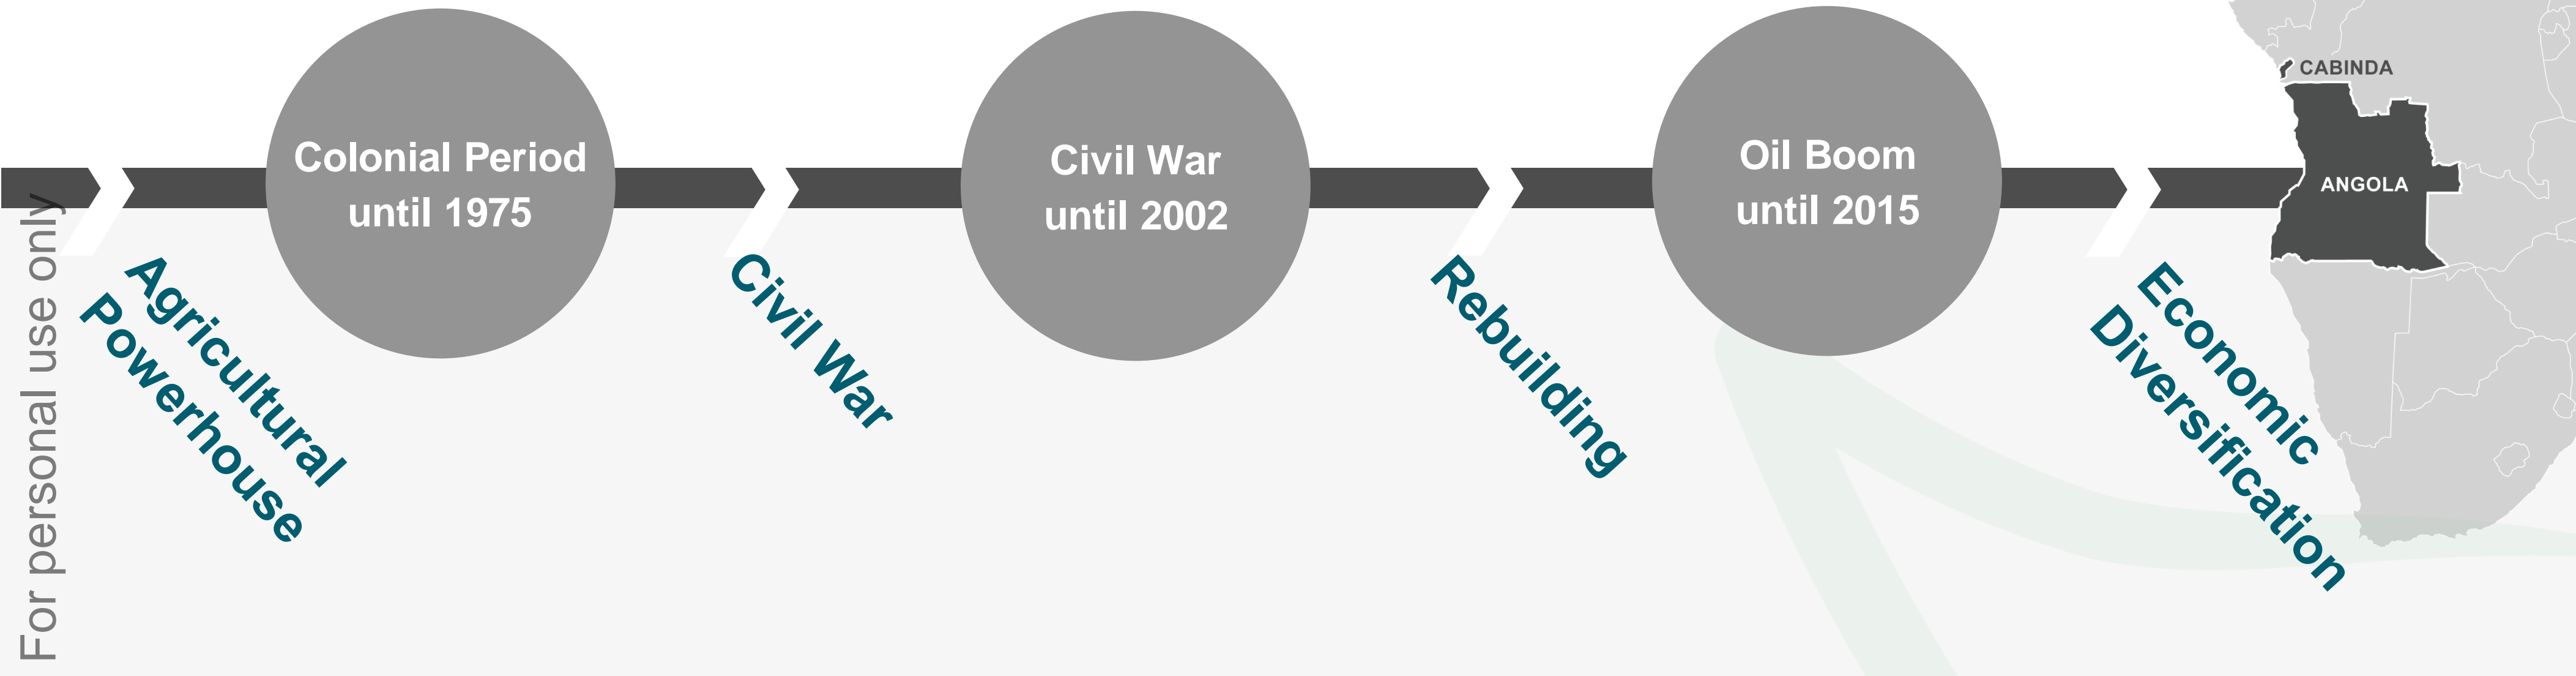 Colonial Period
until 1975
Civil War
until 2002
Oil Boom
until 2015
CABINDA
ANGOLA
Agricultural
Powerhouse
Civil War
Rebuilding
Economic
Diversification
For personal use only